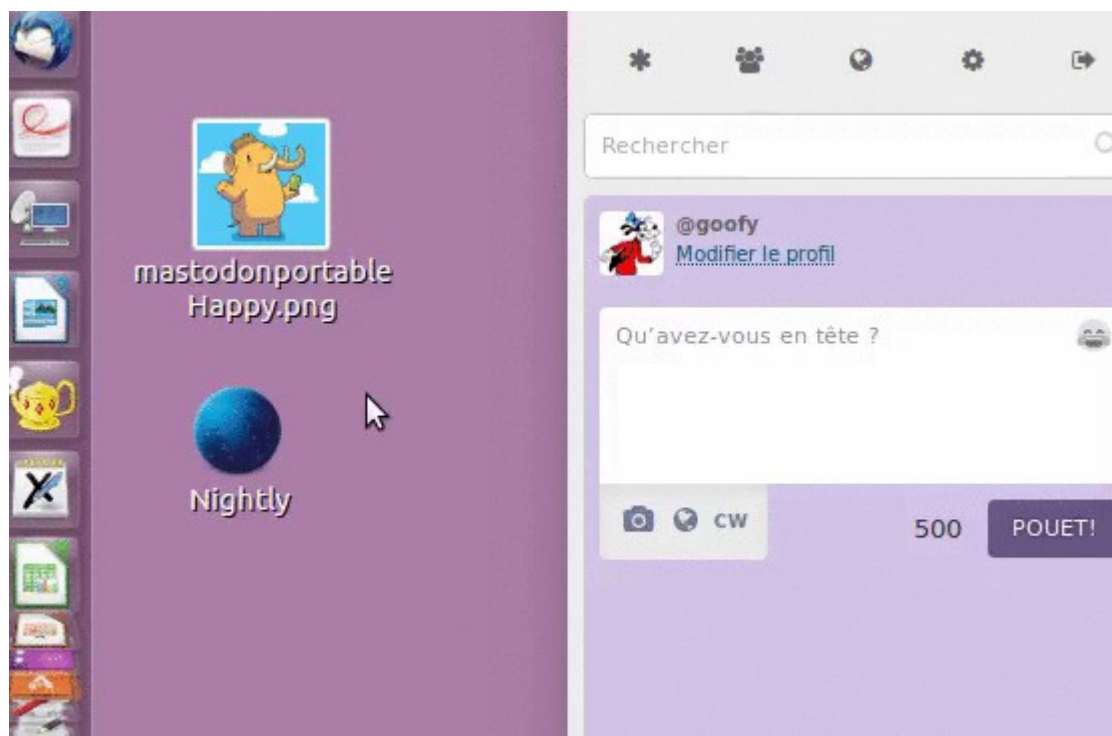 mastodonportable
Happy.png
Nightly
Rechercher
@goofy
Modifier le profil
Qu’avez-vous en tête ?
CW
500
POUET!